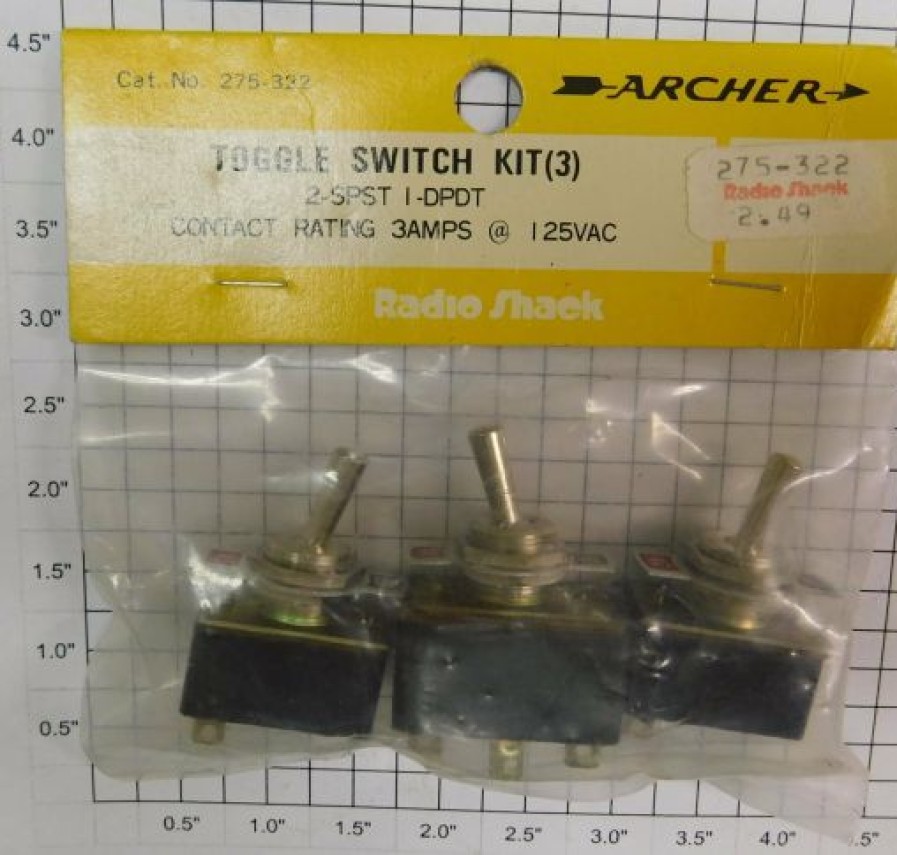 4.5"
Cat. No. 275-322
ARCHER
4.0"
TOGGLE SWITCH KIT(3)
275-322
2-SPST 1-DPDT
Radio Shack
2.49
3.5"
CONTACT RATING 3AMPS @ 125VAC
Radio Shack
3.0"
2.5"
2.0"
1.5"
1.0"
0.5"
0.5" 1.0" 1.5" 2.0" 2.5" 3.0" 3.5" 4.0" .5"